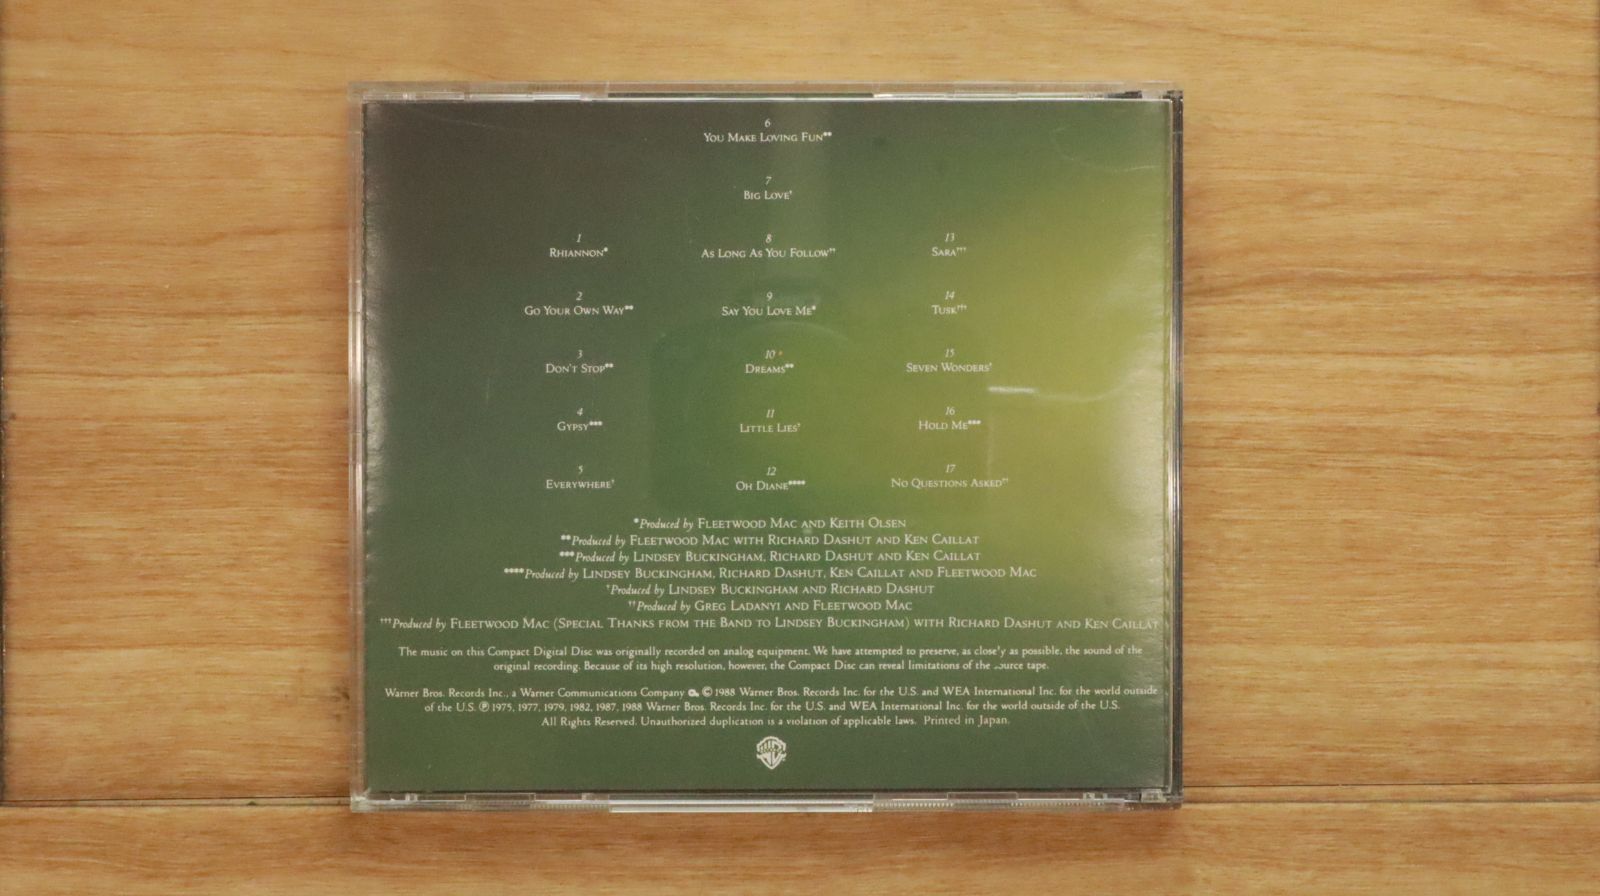 6
You Make Loving Fun**
7
Big Love†
1
Rhiannon*
2
Go Your Own Way**
3
Don't Stop**
4
Gypsy***
5
Everywhere†
8
As Long As You Follow††
9
Say You Love Me*
10
Dreams**
11
Little Lies†
12
Oh Diane****
13
Sara†††
14
Tusk†††
15
Seven Wonders†
16
Hold Me***
17
No Questions Asked††
*Produced by Fleetwood Mac and Keith Olsen
**Produced by Fleetwood Mac with Richard Dashut and Ken Caillat
***Produced by Lindsey Buckingham, Richard Dashut and Ken Caillat
****Produced by Lindsey Buckingham, Richard Dashut, Ken Caillat and Fleetwood Mac
†Produced by Lindsey Buckingham and Richard Dashut
††Produced by Greg Ladanyi and Fleetwood Mac
†††Produced by Fleetwood Mac (Special Thanks from the Band to Lindsey Buckingham) with Richard Dashut and Ken Caillat
The music on this Compact Digital Disc was originally recorded on analog equipment. We have attempted to preserve, as closely as possible, the sound of the
original recording. Because of its high resolution, however, the Compact Disc can reveal limitations of the source tape.
Warner Bros. Records Inc., a Warner Communications Company © 1988 Warner Bros. Records Inc. for the U.S. and WEA International Inc. for the world outside
of the U.S. ℗ 1975, 1977, 1979, 1982, 1987, 1988 Warner Bros. Records Inc. for the U.S. and WEA International Inc. for the world outside of the U.S.
All Rights Reserved. Unauthorized duplication is a violation of applicable laws. Printed in Japan.